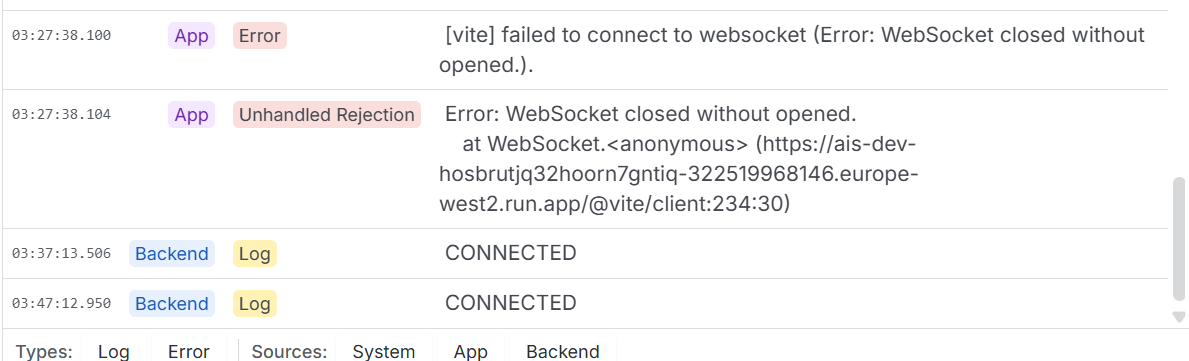 03:27:38.100 App Error [vite] failed to connect to websocket (Error: WebSocket closed without
opened.).
03:27:38.104 App Unhandled Rejection Error: WebSocket closed without opened.
at WebSocket.<anonymous> (https://ais-dev-
hosbrutjq32hoorn7gntiq-322519968146.europe-
west2.run.app/@vite/client:234:30)
03:37:13.506 Backend Log CONNECTED
03:47:12.950 Backend Log CONNECTED
Types: Log Error Sources: System App Backend